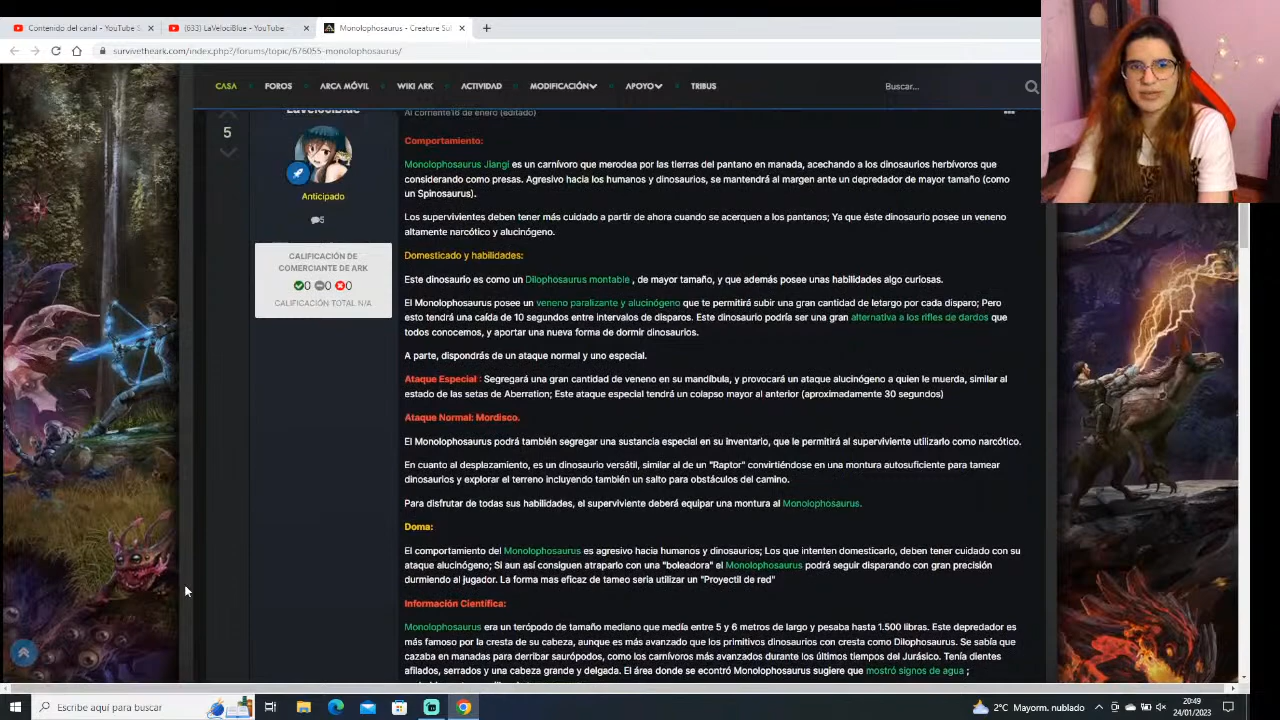 Contenido del canal - YouTube S
(633) LaVelociBlue - YouTube
Monolophosaurus - Creature Sul
survivetheark.com/index.php?/forums/topic/676055-monolophosaurus/
CASA
FOROS
ARCA MÓVIL
WIKI ARK
ACTIVIDAD
MODIFICACIÓN
APOYO
TRIBUS
Buscar...
LaVelociBlue
Al corriente18 de enero (editado)
5
Anticipado
5
CALIFICACIÓN DE
COMERCIANTE DE ARK
0 0 0
CALIFICACIÓN TOTAL N/A
Comportamiento:
Monolophosaurus Jiangi es un carnívoro que merodea por las tierras del pantano en manada, acechando a los dinosaurios herbívoros que
considerando como presas. Agresivo hacia los humanos y dinosaurios, se mantendrá al margen ante un depredador de mayor tamaño (como
un Spinosaurus).
Los supervivientes deben tener más cuidado a partir de ahora cuando se acerquen a los pantanos; Ya que éste dinosaurio posee un veneno
altamente narcótico y alucinógeno.
Domesticado y habilidades:
Este dinosaurio es como un Dilophosaurus montable , de mayor tamaño, y que además posee unas habilidades algo curiosas.
El Monolophosaurus posee un veneno paralizante y alucinógeno que te permitirá subir una gran cantidad de letargo por cada disparo; Pero
esto tendrá una caída de 10 segundos entre intervalos de disparos. Este dinosaurio podría ser una gran alternativa a los rifles de dardos que
todos conocemos, y aportar una nueva forma de dormir dinosaurios.
A parte, dispondrás de un ataque normal y uno especial.
Ataque Especial : Segregará una gran cantidad de veneno en su mandíbula, y provocará un ataque alucinógeno a quien le muerda, similar al
estado de las setas de Aberration; Este ataque especial tendrá un colapso mayor al anterior (aproximadamente 30 segundos)
Ataque Normal: Mordisco.
El Monolophosaurus podrá también segregar una sustancia especial en su inventario, que le permitirá al superviviente utilizarlo como narcótico.
En cuanto al desplazamiento, es un dinosaurio versátil, similar al de un "Raptor" convirtiéndose en una montura autosuficiente para tamear
dinosaurios y explorar el terreno incluyendo también un salto para obstáculos del camino.
Para disfrutar de todas sus habilidades, el superviviente deberá equipar una montura al Monolophosaurus.
Doma:
El comportamiento del Monolophosaurus es agresivo hacia humanos y dinosaurios; Los que intenten domesticarlo, deben tener cuidado con su
ataque alucinógeno; Si aun así consiguen atraparlo con una "boleadora" el Monolophosaurus podrá seguir disparando con gran precisión
durmiendo al jugador. La forma mas eficaz de tameo seria utilizar un "Proyectil de red"
Información Científica:
Monolophosaurus era un terópodo de tamaño mediano que medía entre 5 y 6 metros de largo y pesaba hasta 1.500 libras. Este depredador es
más famoso por la cresta de su cabeza, aunque es más avanzado que los primitivos dinosaurios con cresta como Dilophosaurus. Se sabía que
cazaba en manadas para derribar saurópodos, como los carnívoros más avanzados durante los últimos tiempos del Jurásico. Tenía dientes
afilados, serrados y una cabeza grande y delgada. El área donde se econtró Monolophosaurus sugiere que mostró signos de agua ;
Escribe aquí para buscar
2°C Mayorm. nublado
20:49
24/01/2023